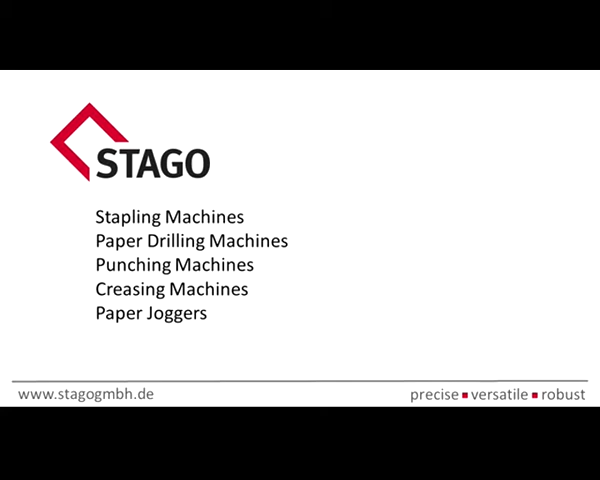 STAGO
Stapling Machines
Paper Drilling Machines
Punching Machines
Creasing Machines
Paper Joggers
www.stagogmbh.de
precise ▪ versatile ▪ robust